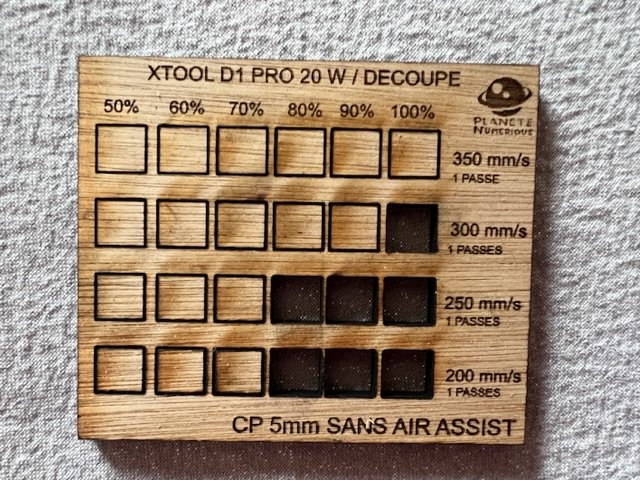 XTOOL D1 PRO 20 W / DECOUPE
PLANETE
NUMERIQUE
50% 60% 70% 80% 90% 100%
350 mm/s
1 PASSE
300 mm/s
1 PASSES
250 mm/s
1 PASSES
200 mm/s
1 PASSES
CP 5mm SANS AIR ASSIST